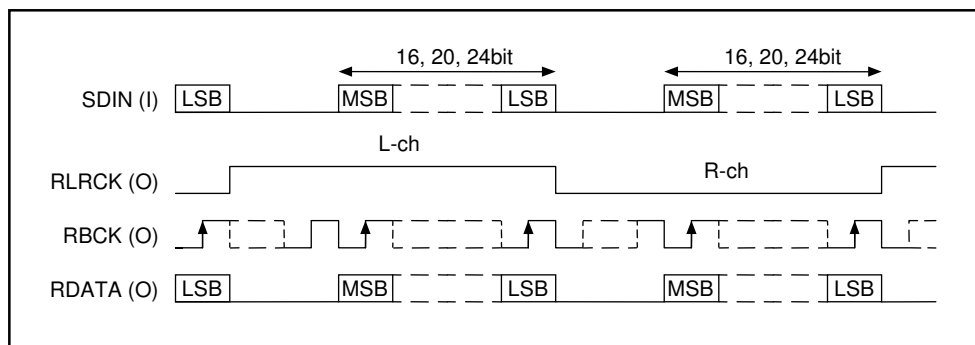 16, 20, 24bit 16, 20, 24bit
SDIN (I) LSB MSB LSB MSB LSB
L-ch
RLRCK (O) R-ch
RBCK (O)
RDATA (O) LSB MSB LSB MSB LSB